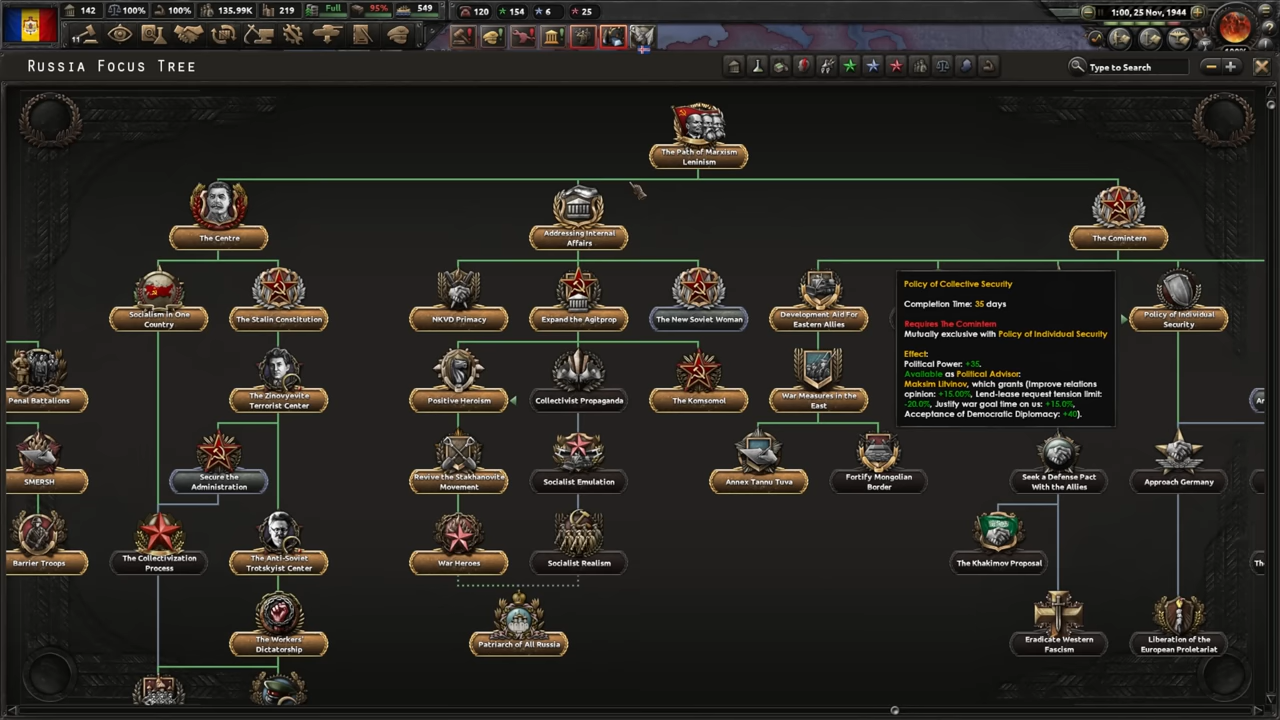 142
100%
100%
135.99K
219
Full
95%
549
120
154
6
25
1:00, 25 Nov, 1944
11
100%
Russia Focus Tree
Type to Search
The Path of Marxism
Leninism
The Centre
Addressing Internal
Affairs
The Comintern
Socialism in One
Country
The Stalin Constitution
NKVD Primacy
Expand the Agitprop
The New Soviet Woman
Development Aid For
Eastern Allies
Policy of Individual
Security
Policy of Collective Security
Completion Time: 35 days
Requires The Comintern
Mutually exclusive with Policy of Individual Security
Effect:
Political Power: +35.
Available as Political Advisor:
Maksim Litvinov, which grants (Improve relations
opinion: +15.00%, Lend-lease request tension limit:
-20.0%, Justify war goal time on us: +15.0%,
Acceptance of Democratic Diplomacy: +40).
Penal Battalions
The Zinovyevite
Terrorist Center
Positive Heroism
Collectivist Propaganda
The Komsomol
War Measures in the
East
SMERSH
Secure the
Administration
Revive the Stakhanovite
Movement
Socialist Emulation
Annex Tannu Tuva
Fortify Mongolian
Border
Seek a Defense Pact
With the Allies
Approach Germany
Barrier Troops
The Collectivization
Process
The Anti-Soviet
Trotskyist Center
War Heroes
Socialist Realism
The Khakimov Proposal
The Workers'
Dictatorship
Patriarch of All Russia
Eradicate Western
Fascism
Liberation of the
European Proletariat